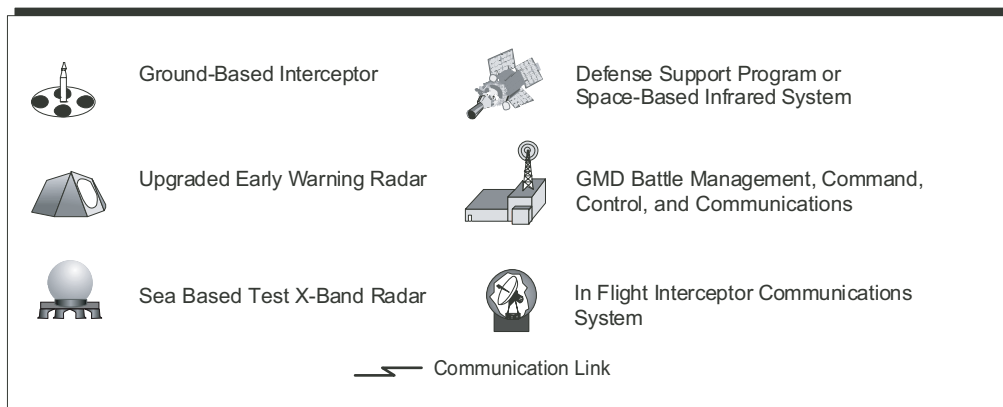 Ground-Based Interceptor
Defense Support Program or
Space-Based Infrared System
Upgraded Early Warning Radar
GMD Battle Management, Command,
Control, and Communications
Sea Based Test X-Band Radar
In Flight Interceptor Communications
System
Communication Link